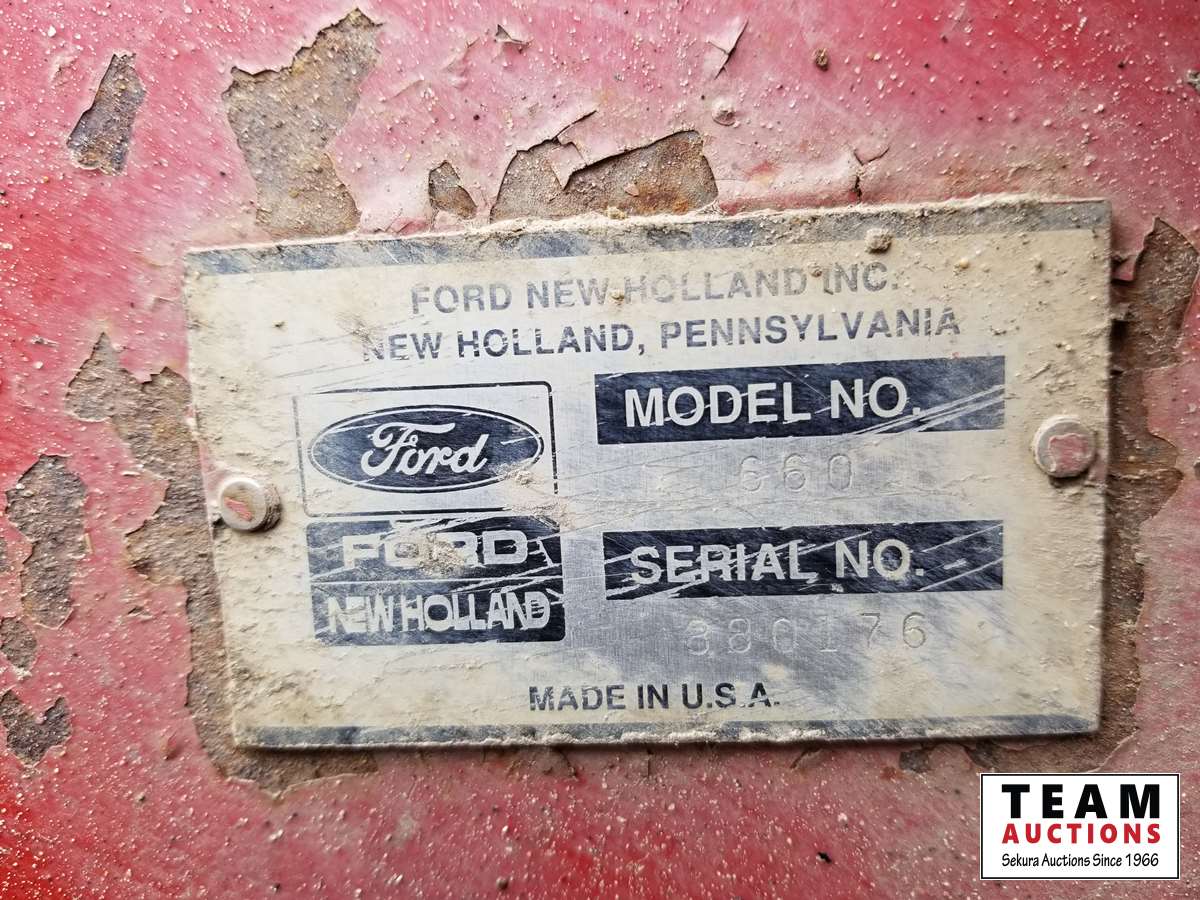 FORD NEW HOLLAND INC.
NEW HOLLAND, PENNSYLVANIA
Ford
FORD
NEW HOLLAND
MODEL NO.
660
SERIAL NO.
880176
MADE IN U.S.A.
TEAM
AUCTIONS
Sekura Auctions Since 1966